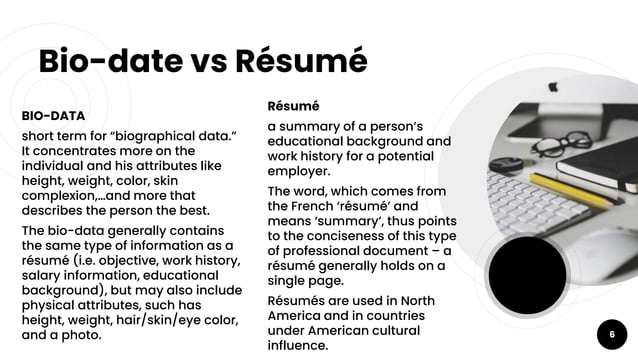 Bio-date vs Résumé
BIO-DATA
short term for “biographical data.”
It concentrates more on the
individual and his attributes like
height, weight, color, skin
complexion,…and more that
describes the person the best.
The bio-data generally contains
the same type of information as a
résumé (i.e. objective, work history,
salary information, educational
background), but may also include
physical attributes, such has
height, weight, hair/skin/eye color,
and a photo.
Résumé
a summary of a person’s
educational background and
work history for a potential
employer.
The word, which comes from
the French ‘résumé’ and
means ‘summary’, thus points
to the conciseness of this type
of professional document – a
résumé generally holds on a
single page.
Résumés are used in North
America and in countries
under American cultural
influence.
6